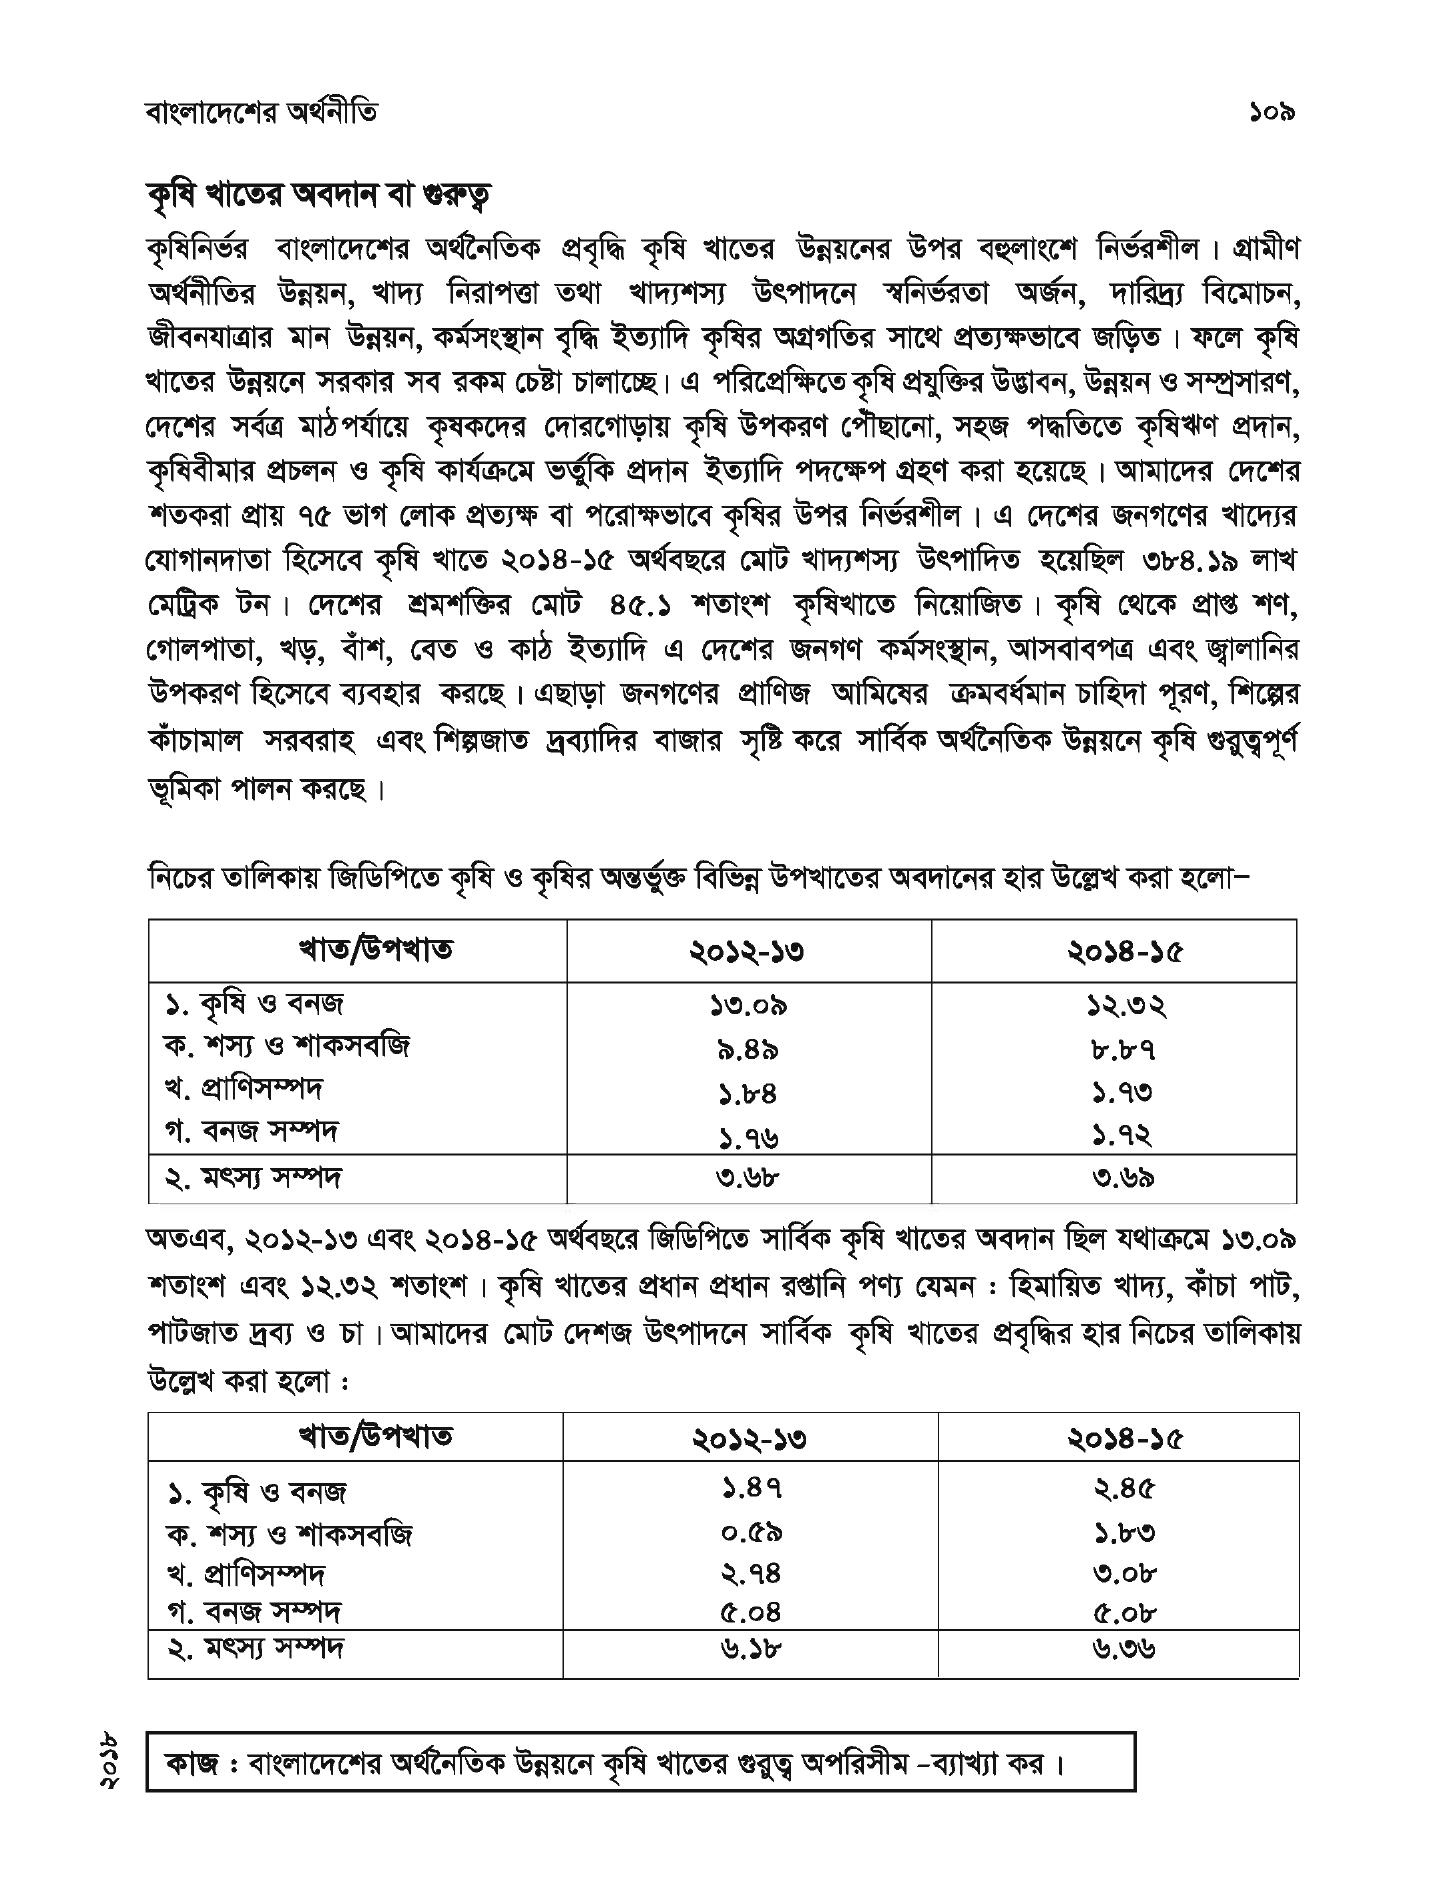 বাংলাদেশের অর্থনীতি ১০৯
কৃষি খাতের অবদান বা গুরুত্ব
কৃষিনির্ভর বাংলাদেশের অর্থনৈতিক প্রবৃদ্ধি কৃষি খাতের উন্নয়নের উপর বহুলাংশে নির্ভরশীল। গ্রামীণ
অর্থনীতির উন্নয়ন, খাদ্য নিরাপত্তা তথা খাদ্যশস্য উৎপাদনে স্বনির্ভরতা অর্জন, দারিদ্র্য বিমোচন,
জীবনযাত্রার মান উন্নয়ন, কর্মসংস্থান বৃদ্ধি ইত্যাদি কৃষির অগ্রগতির সাথে প্রত্যক্ষভাবে জড়িত। ফলে কৃষি
খাতের উন্নয়নে সরকার সব রকম চেষ্টা চালাচ্ছে। এ পরিপ্রেক্ষিতে কৃষি প্রযুক্তির উদ্ভাবন, উন্নয়ন ও সম্প্রসারণ,
দেশের সর্বত্র মাঠপর্যায়ে কৃষকদের দোরগোড়ায় কৃষি উপকরণ পৌঁছানো, সহজ পদ্ধতিতে কৃষিঋণ প্রদান,
কৃষিবীমার প্রচলন ও কৃষি কার্যক্রমে ভর্তুকি প্রদান ইত্যাদি পদক্ষেপ গ্রহণ করা হয়েছে। আমাদের দেশের
শতকরা প্রায় ৭৫ ভাগ লোক প্রত্যক্ষ বা পরোক্ষভাবে কৃষির উপর নির্ভরশীল। এ দেশের জনগণের খাদ্যের
যোগানদাতা হিসেবে কৃষি খাতে ২০১৪-১৫ অর্থবছরে মোট খাদ্যশস্য উৎপাদিত হয়েছিল ৩৮৪.১৯ লাখ
মেট্রিক টন। দেশের শ্রমশক্তির মোট ৪৫.১ শতাংশ কৃষিখাতে নিয়োজিত। কৃষি থেকে প্রাপ্ত শণ,
গোলপাতা, খড়, বাঁশ, বেত ও কাঠ ইত্যাদি এ দেশের জনগণ কর্মসংস্থান, আসবাবপত্র এবং জ্বালানির
উপকরণ হিসেবে ব্যবহার করছে। এছাড়া জনগণের প্রাণিজ আমিষের ক্রমবর্ধমান চাহিদা পূরণ, শিল্পের
কাঁচামাল সরবরাহ এবং শিল্পজাত দ্রব্যাদির বাজার সৃষ্টি করে সার্বিক অর্থনৈতিক উন্নয়নে কৃষি গুরুত্বপূর্ণ
ভূমিকা পালন করছে।
নিচের তালিকায় জিডিপিতে কৃষি ও কৃষির অন্তর্ভুক্ত বিভিন্ন উপখাতের অবদানের হার উল্লেখ করা হলো–
খাত/উপখাত ২০১২-১৩ ২০১৪-১৫
১. কৃষি ও বনজ ১৩.০৯ ১২.৩২
ক. শস্য ও শাকসবজি ৯.৪৯ ৮.৮৭
খ. প্রাণিসম্পদ ১.৮৪ ১.৭৩
গ. বনজ সম্পদ ১.৭৬ ১.৭২
২. মৎস্য সম্পদ ৩.৬৮ ৩.৬৯
অতএব, ২০১২-১৩ এবং ২০১৪-১৫ অর্থবছরে জিডিপিতে সার্বিক কৃষি খাতের অবদান ছিল যথাক্রমে ১৩.০৯
শতাংশ এবং ১২.৩২ শতাংশ। কৃষি খাতের প্রধান প্রধান রপ্তানি পণ্য যেমন : হিমায়িত খাদ্য, কাঁচা পাট,
পাটজাত দ্রব্য ও চা। আমাদের মোট দেশজ উৎপাদনে সার্বিক কৃষি খাতের প্রবৃদ্ধির হার নিচের তালিকায়
উল্লেখ করা হলো :
খাত/উপখাত ২০১২-১৩ ২০১৪-১৫
১. কৃষি ও বনজ ১.৪৭ ২.৪৫
ক. শস্য ও শাকসবজি ০.৫৯ ১.৮৩
খ. প্রাণিসম্পদ ২.৭৪ ৩.০৮
গ. বনজ সম্পদ ৫.০৪ ৫.০৮
২. মৎস্য সম্পদ ৬.১৮ ৬.৩৬
কাজ : বাংলাদেশের অর্থনৈতিক উন্নয়নে কৃষি খাতের গুরুত্ব অপরিসীম –ব্যাখ্যা কর।
২০১৮